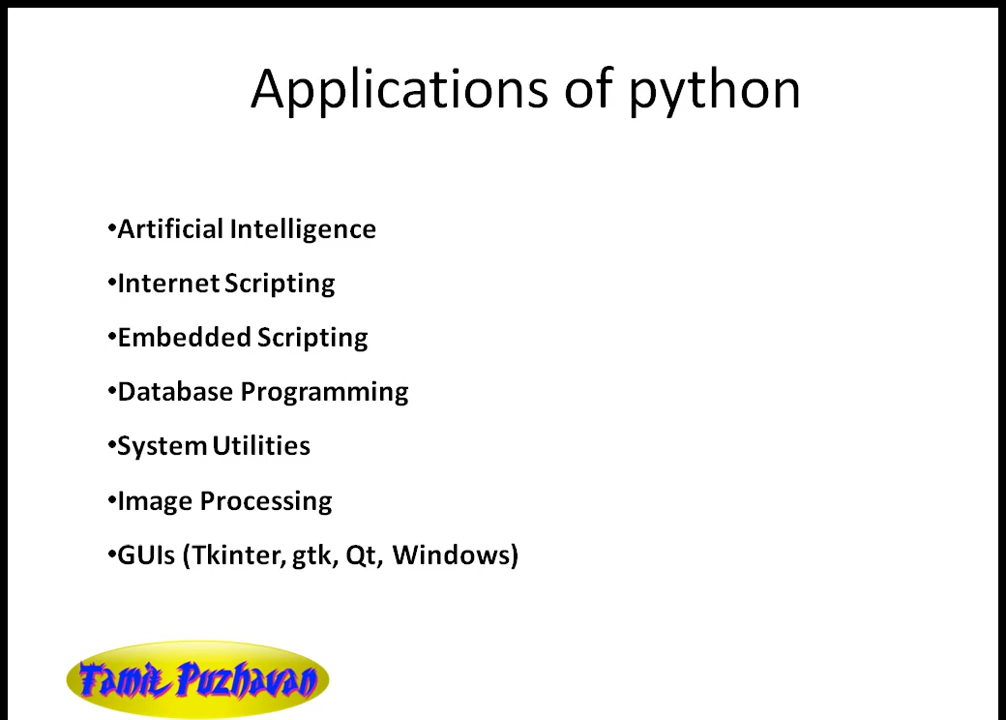 Applications of python
•Artificial Intelligence
•Internet Scripting
•Embedded Scripting
•Database Programming
•System Utilities
•Image Processing
•GUIs (Tkinter, gtk, Qt, Windows)
Tamil Puzhavan